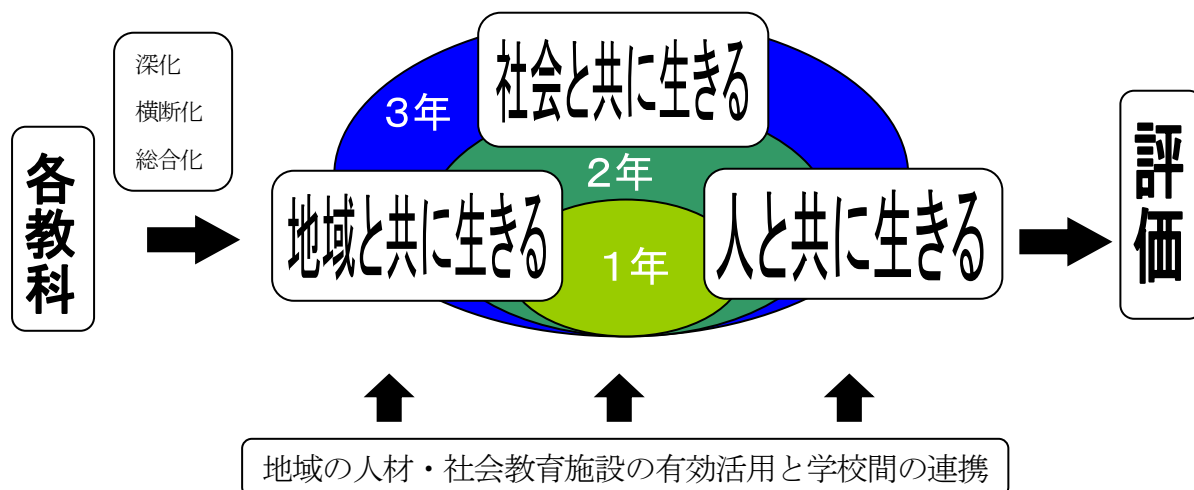 深化
横断化
総合化
各教科
社会と共に生きる
3年
2年
地域と共に生きる
人と共に生きる
1年
評価
地域の人材・社会教育施設の有効活用と学校間の連携